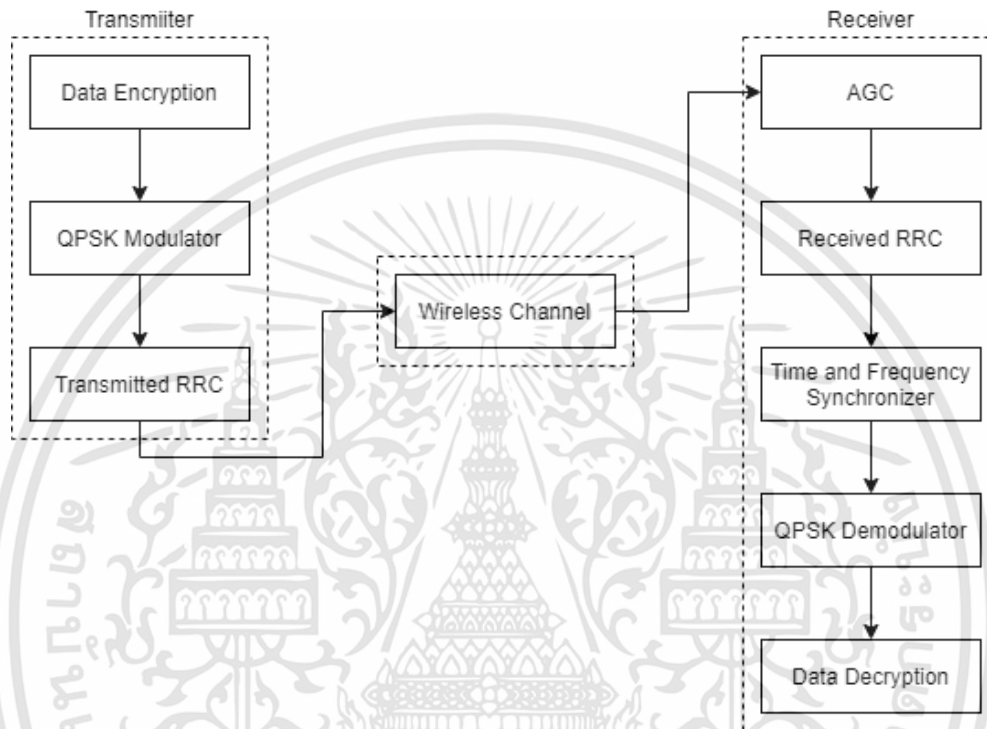 Transmiiter
Data Encryption
QPSK Modulator
Transmitted RRC
Wireless Channel
Receiver
AGC
Received RRC
Time and Frequency
Synchronizer
QPSK Demodulator
Data Decryption